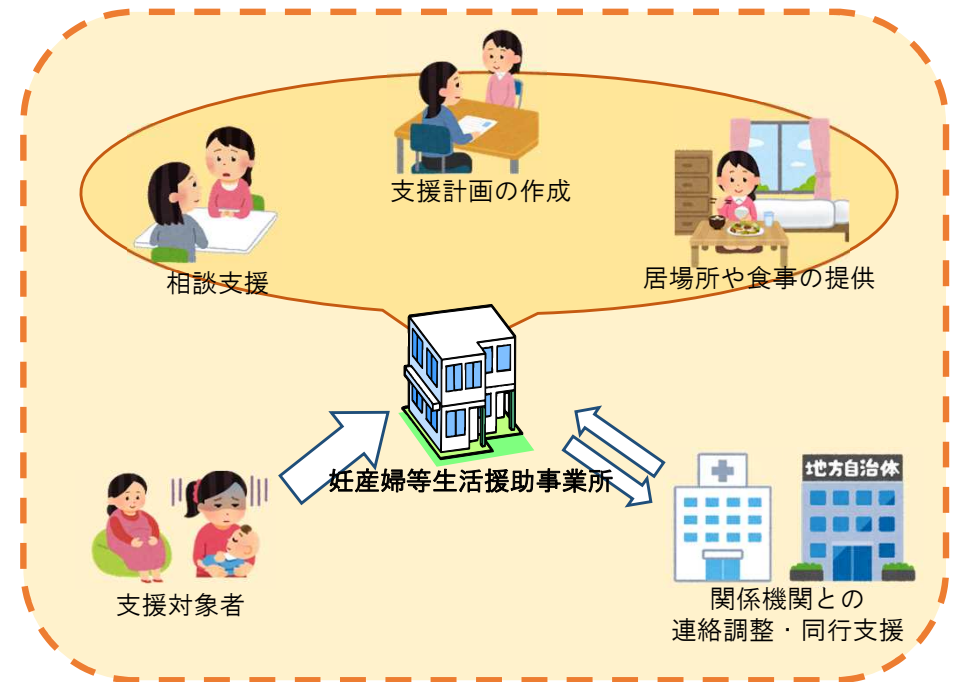 支援計画の作成
相談支援
居場所や食事の提供
妊産婦等生活援助事業所
地方自治体
支援対象者
関係機関との
連絡調整・同行支援